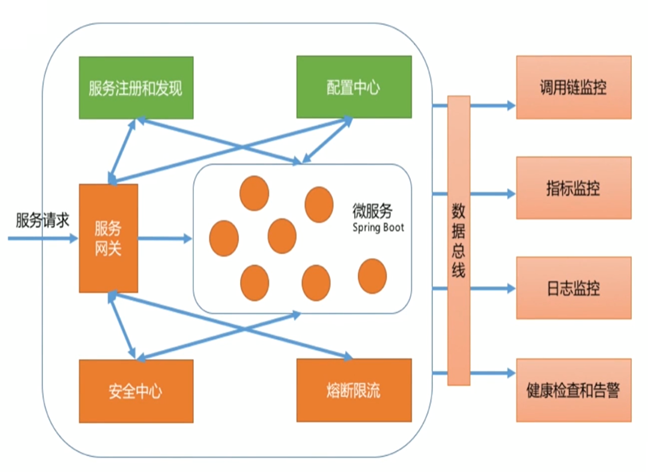 服务注册和发现
配置中心
调用链监控
服务请求
服务
网关
微服务
Spring Boot
数
据
总
线
指标监控
日志监控
安全中心
熔断限流
健康检查和告警